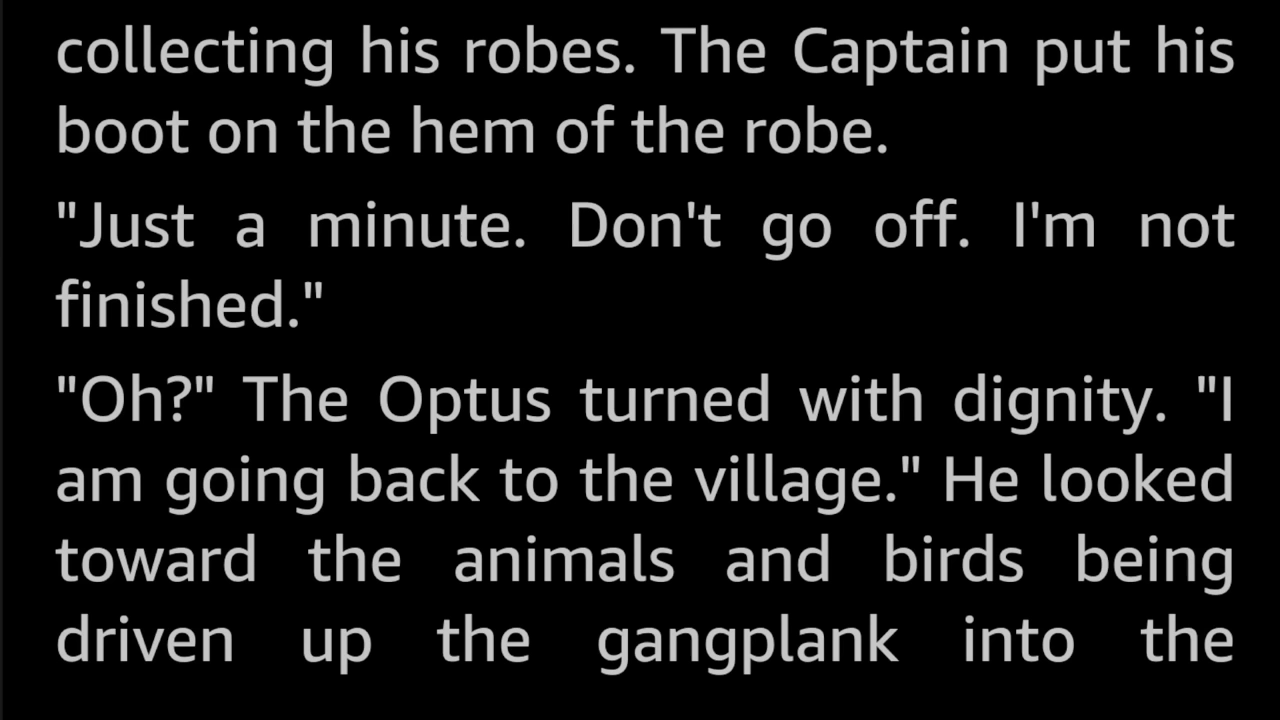 collecting his robes. The Captain put his
boot on the hem of the robe.
"Just a minute. Don't go off. I'm not
finished."
"Oh?" The Optus turned with dignity. "I
am going back to the village." He looked
toward the animals and birds being
driven up the gangplank into the